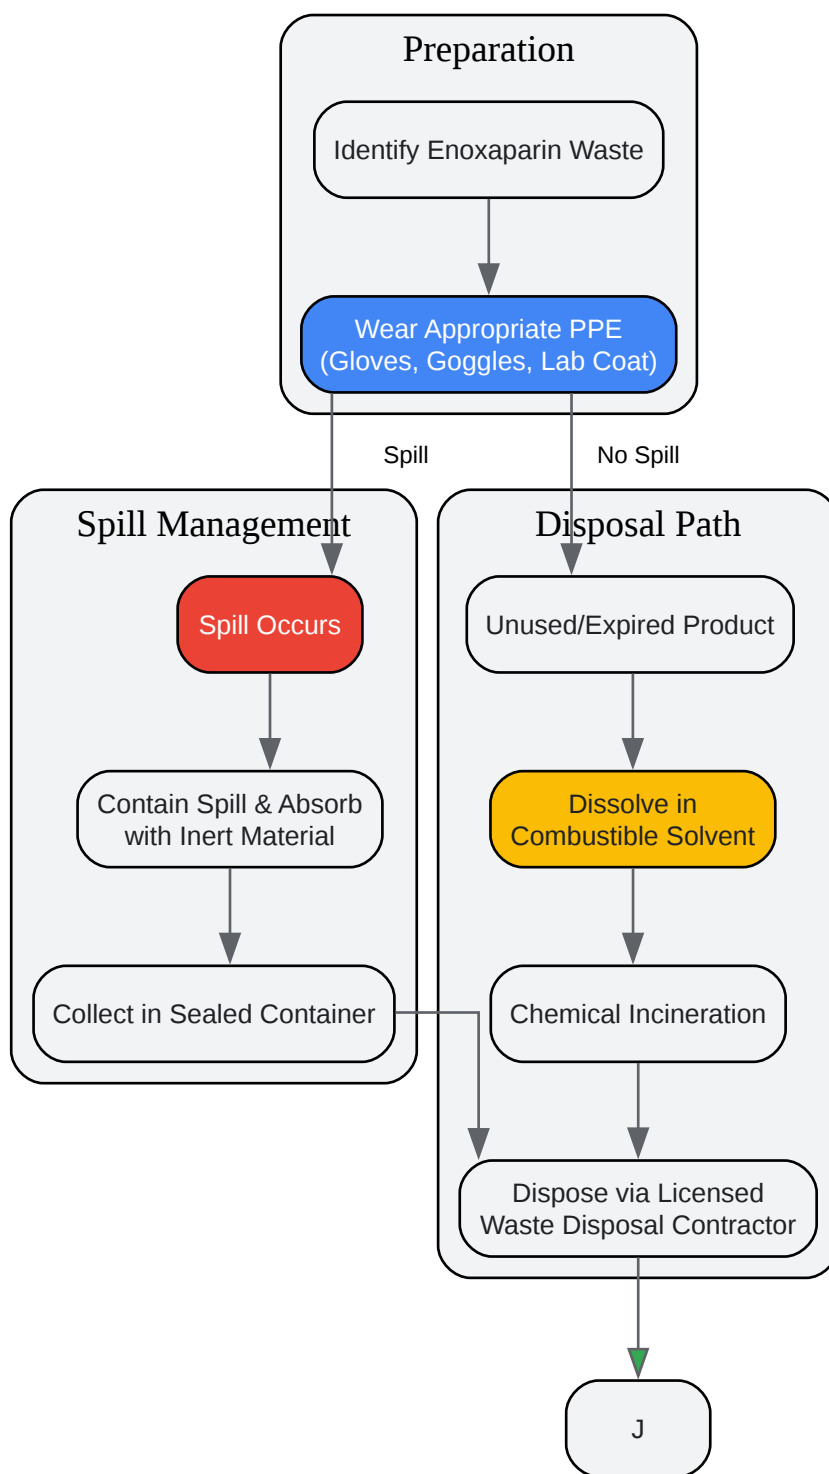 Preparation
Identify Enoxaparin Waste
Wear Appropriate PPE
(Gloves, Goggles, Lab Coat)
Spill
No Spill
Spill Management
Spill Occurs
Contain Spill & Absorb
with Inert Material
Collect in Sealed Container
Disposal Path
Unused/Expired Product
Dissolve in
Combustible Solvent
Chemical Incineration
Dispose via Licensed
Waste Disposal Contractor
J